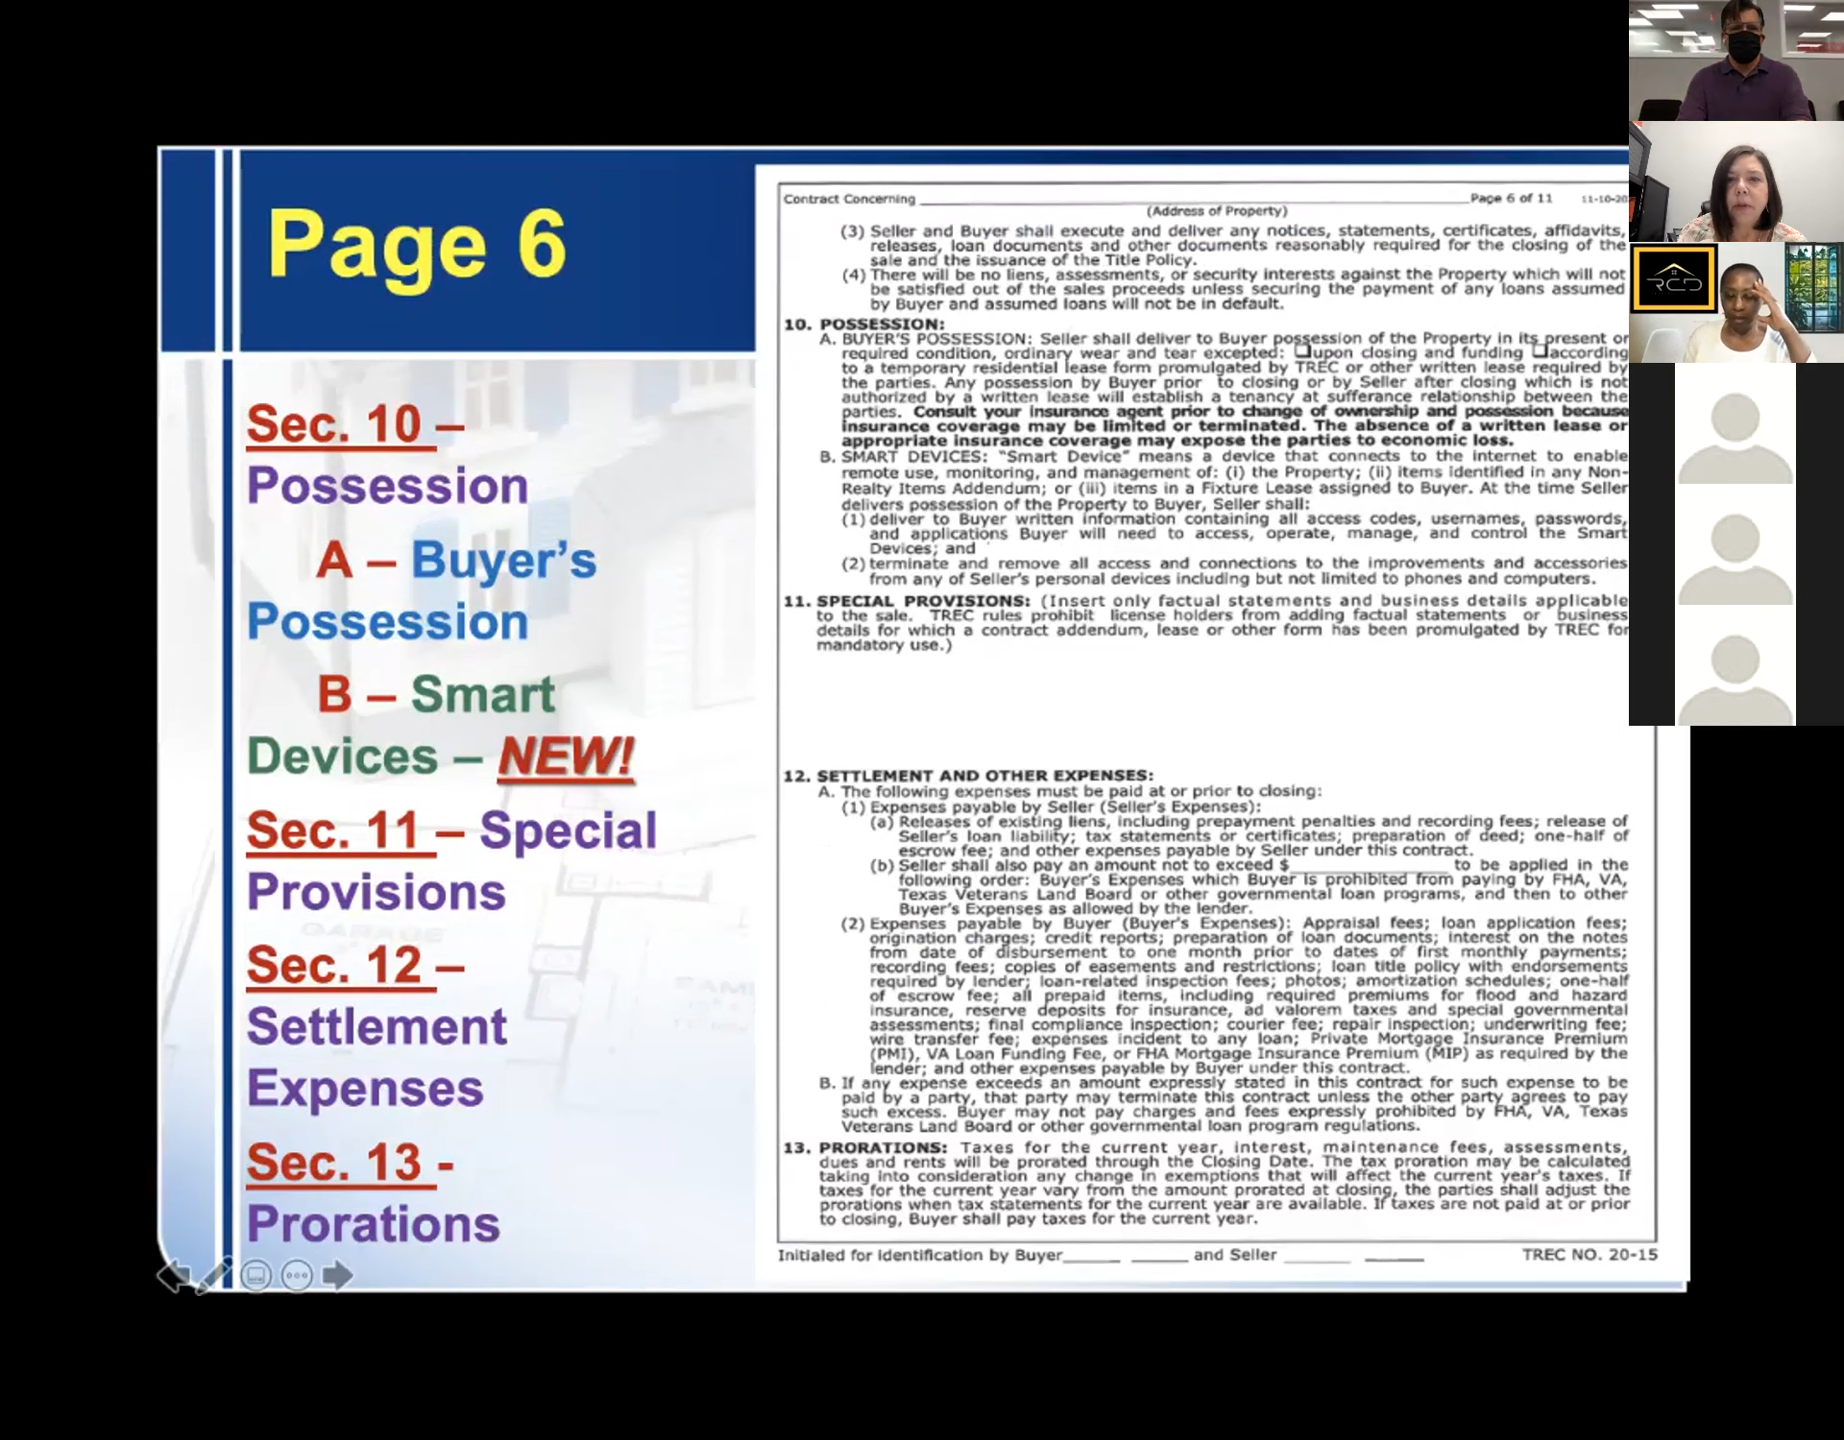 Page 6
Sec. 10 –
Possession
A – Buyer's
Possession
B – Smart
Devices – NEW!
Sec. 11 – Special
Provisions
Sec. 12 –
Settlement
Expenses
Sec. 13 -
Prorations
Contract Concerning Page 6 of 11 11-10-20
(Address of Property)
(3) Seller and Buyer shall execute and deliver any notices, statements, certificates, affidavits,
releases, loan documents and other documents reasonably required for the closing of the
sale and the issuance of the Title Policy.
(4) There will be no liens, assessments, or security interests against the Property which will not
be satisfied out of the sales proceeds unless securing the payment of any loans assumed
by Buyer and assumed loans will not be in default.
10. POSSESSION:
A. BUYER'S POSSESSION: Seller shall deliver to Buyer possession of the Property in its present or
required condition, ordinary wear and tear excepted: ❑upon closing and funding ❑according
to a temporary residential lease form promulgated by TREC or other written lease required by
the parties. Any possession by Buyer prior to closing or by Seller after closing which is not
authorized by a written lease will establish a tenancy at sufferance relationship between the
parties. Consult your insurance agent prior to change of ownership and possession because
insurance coverage may be limited or terminated. The absence of a written lease or
appropriate insurance coverage may expose the parties to economic loss.
B. SMART DEVICES: "Smart Device" means a device that connects to the internet to enable
remote use, monitoring, and management of: (i) the Property; (ii) items identified in any Non-
Realty Items Addendum; or (iii) items in a Fixture Lease assigned to Buyer. At the time Seller
delivers possession of the Property to Buyer, Seller shall:
(1) deliver to Buyer written information containing all access codes, usernames, passwords,
and applications Buyer will need to access, operate, manage, and control the Smart
Devices; and
(2) terminate and remove all access and connections to the improvements and accessories
from any of Seller's personal devices including but not limited to phones and computers.
11. SPECIAL PROVISIONS: (Insert only factual statements and business details applicable
to the sale. TREC rules prohibit license holders from adding factual statements or business
details for which a contract addendum, lease or other form has been promulgated by TREC for
mandatory use.)
12. SETTLEMENT AND OTHER EXPENSES:
A. The following expenses must be paid at or prior to closing:
(1) Expenses payable by Seller (Seller's Expenses):
(a) Releases of existing liens, including prepayment penalties and recording fees; release of
Seller's loan liability; tax statements or certificates; preparation of deed; one-half of
escrow fee; and other expenses payable by Seller under this contract.
(b) Seller shall also pay an amount not to exceed $____________ to be applied in the
following order: Buyer's Expenses which Buyer is prohibited from paying by FHA, VA,
Texas Veterans Land Board or other governmental loan programs, and then to other
Buyer's Expenses as allowed by the lender.
(2) Expenses payable by Buyer (Buyer's Expenses): Appraisal fees; loan application fees;
origination charges; credit reports; preparation of loan documents; interest on the notes
from date of disbursement to one month prior to dates of first monthly payments;
recording fees; copies of easements and restrictions; loan title policy with endorsements
required by lender; loan-related inspection fees; photos; amortization schedules; one-half
of escrow fee; all prepaid items, including required premiums for flood and hazard
insurance, reserve deposits for insurance, ad valorem taxes and special governmental
assessments; final compliance inspection; courier fee; repair inspection; underwriting fee;
wire transfer fee; expenses incident to any loan; Private Mortgage Insurance Premium
(PMI), VA Loan Funding Fee, or FHA Mortgage Insurance Premium (MIP) as required by the
lender; and other expenses payable by Buyer under this contract.
B. If any expense exceeds an amount expressly stated in this contract for such expense to be
paid by a party, that party may terminate this contract unless the other party agrees to pay
such excess. Buyer may not pay charges and fees expressly prohibited by FHA, VA, Texas
Veterans Land Board or other governmental loan program regulations.
13. PRORATIONS: Taxes for the current year, interest, maintenance fees, assessments,
dues and rents will be prorated through the Closing Date. The tax proration may be calculated
taking into consideration any change in exemptions that will affect the current year's taxes. If
taxes for the current year vary from the amount prorated at closing, the parties shall adjust the
prorations when tax statements for the current year are available. If taxes are not paid at or prior
to closing, Buyer shall pay taxes for the current year.
Initialed for identification by Buyer______ ______ and Seller ______ ______ TREC NO. 20-15
RCD